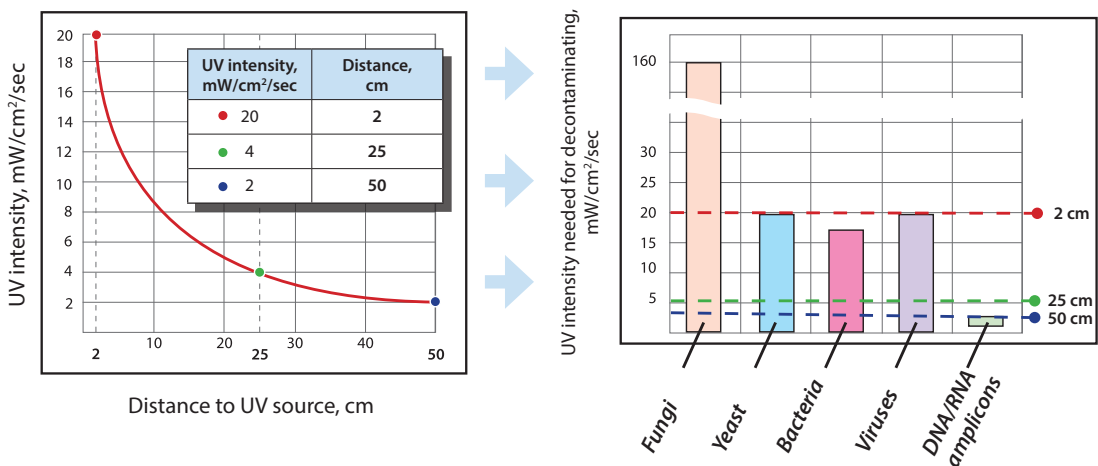 UV intensity, mW/cm²/sec
20
18
16
14
12
10
8
6
4
2
UV intensity,
mW/cm²/sec
Distance,
cm
20
2
4
25
2
50
2
10
20
25
30
40
50
Distance to UV source, cm
UV intensity needed for decontaminating,
mW/cm²/sec
160
30
20
20
15
10
5
2 cm
25 cm
50 cm
Fungi
Yeast
Bacteria
Viruses
DNA/RNA
amplicons